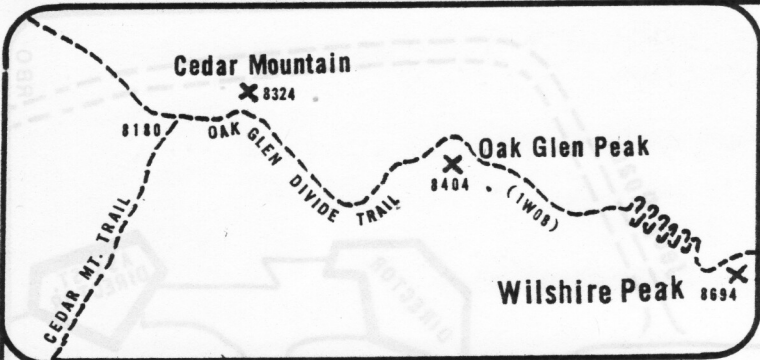 Cedar Mountain
8324
8180
OAK GLEN DIVIDE TRAIL
Oak Glen Peak
8404
(1W08)
CEDAR MT. TRAIL
Wilshire Peak
8694
DIRECTOR